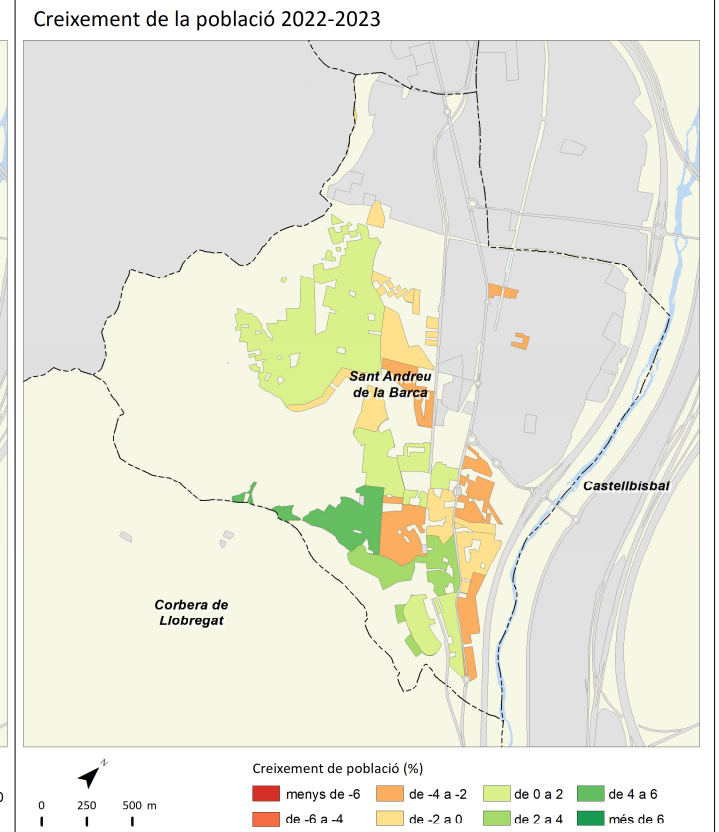 Creixement de la població 2022-2023
Sant Andreu
de la Barca
Castellbisbal
Corbera de
Llobregat
N
0
0 250 500 m
Creixement de població (%)
menys de -6
de -6 a -4
de -4 a -2
de -2 a 0
de 0 a 2
de 2 a 4
de 4 a 6
més de 6